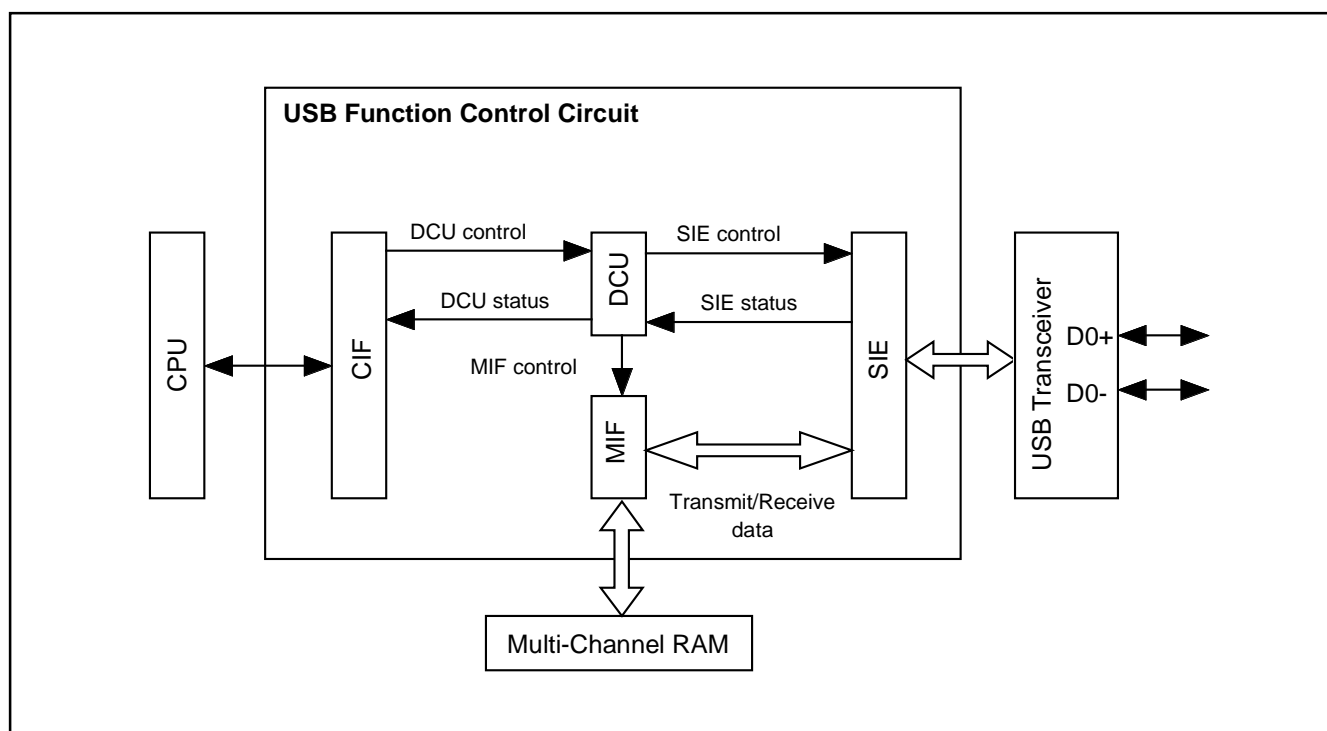 USB Function Control Circuit
CPU
CIF
DCU control
DCU status
DCU
MIF control
MIF
SIE control
SIE status
Transmit/Receive
data
SIE
USB Transceiver
D0+
D0-
Multi-Channel RAM